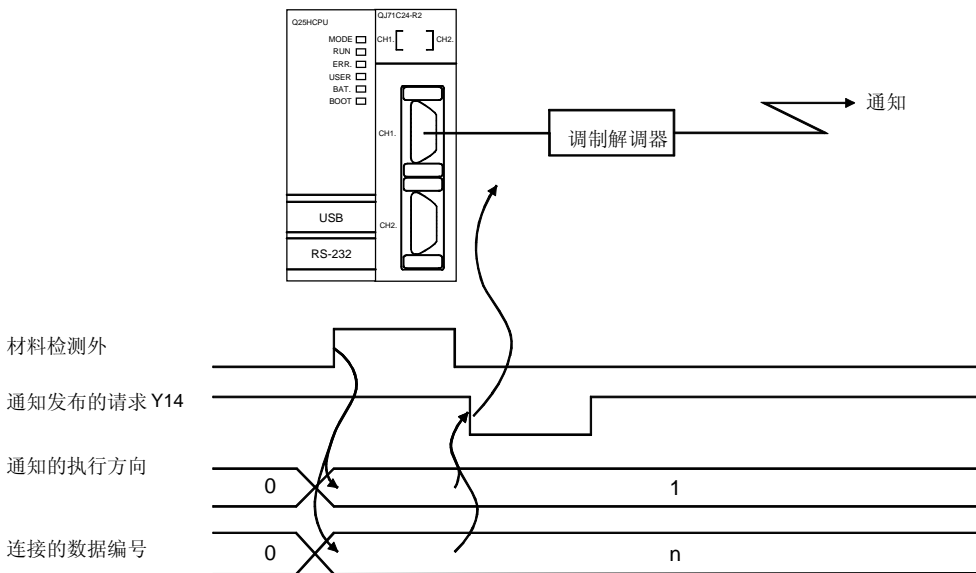 Q25HCPU
QJ71C24-R2
MODE
RUN
ERR.
USER
BAT.
BOOT
CH1.
CH2.
CH1.
CH2.
USB
RS-232
调制解调器
通知
材料检测外
通知发布的请求 Y14
通知的执行方向
0
1
连接的数据编号
0
n